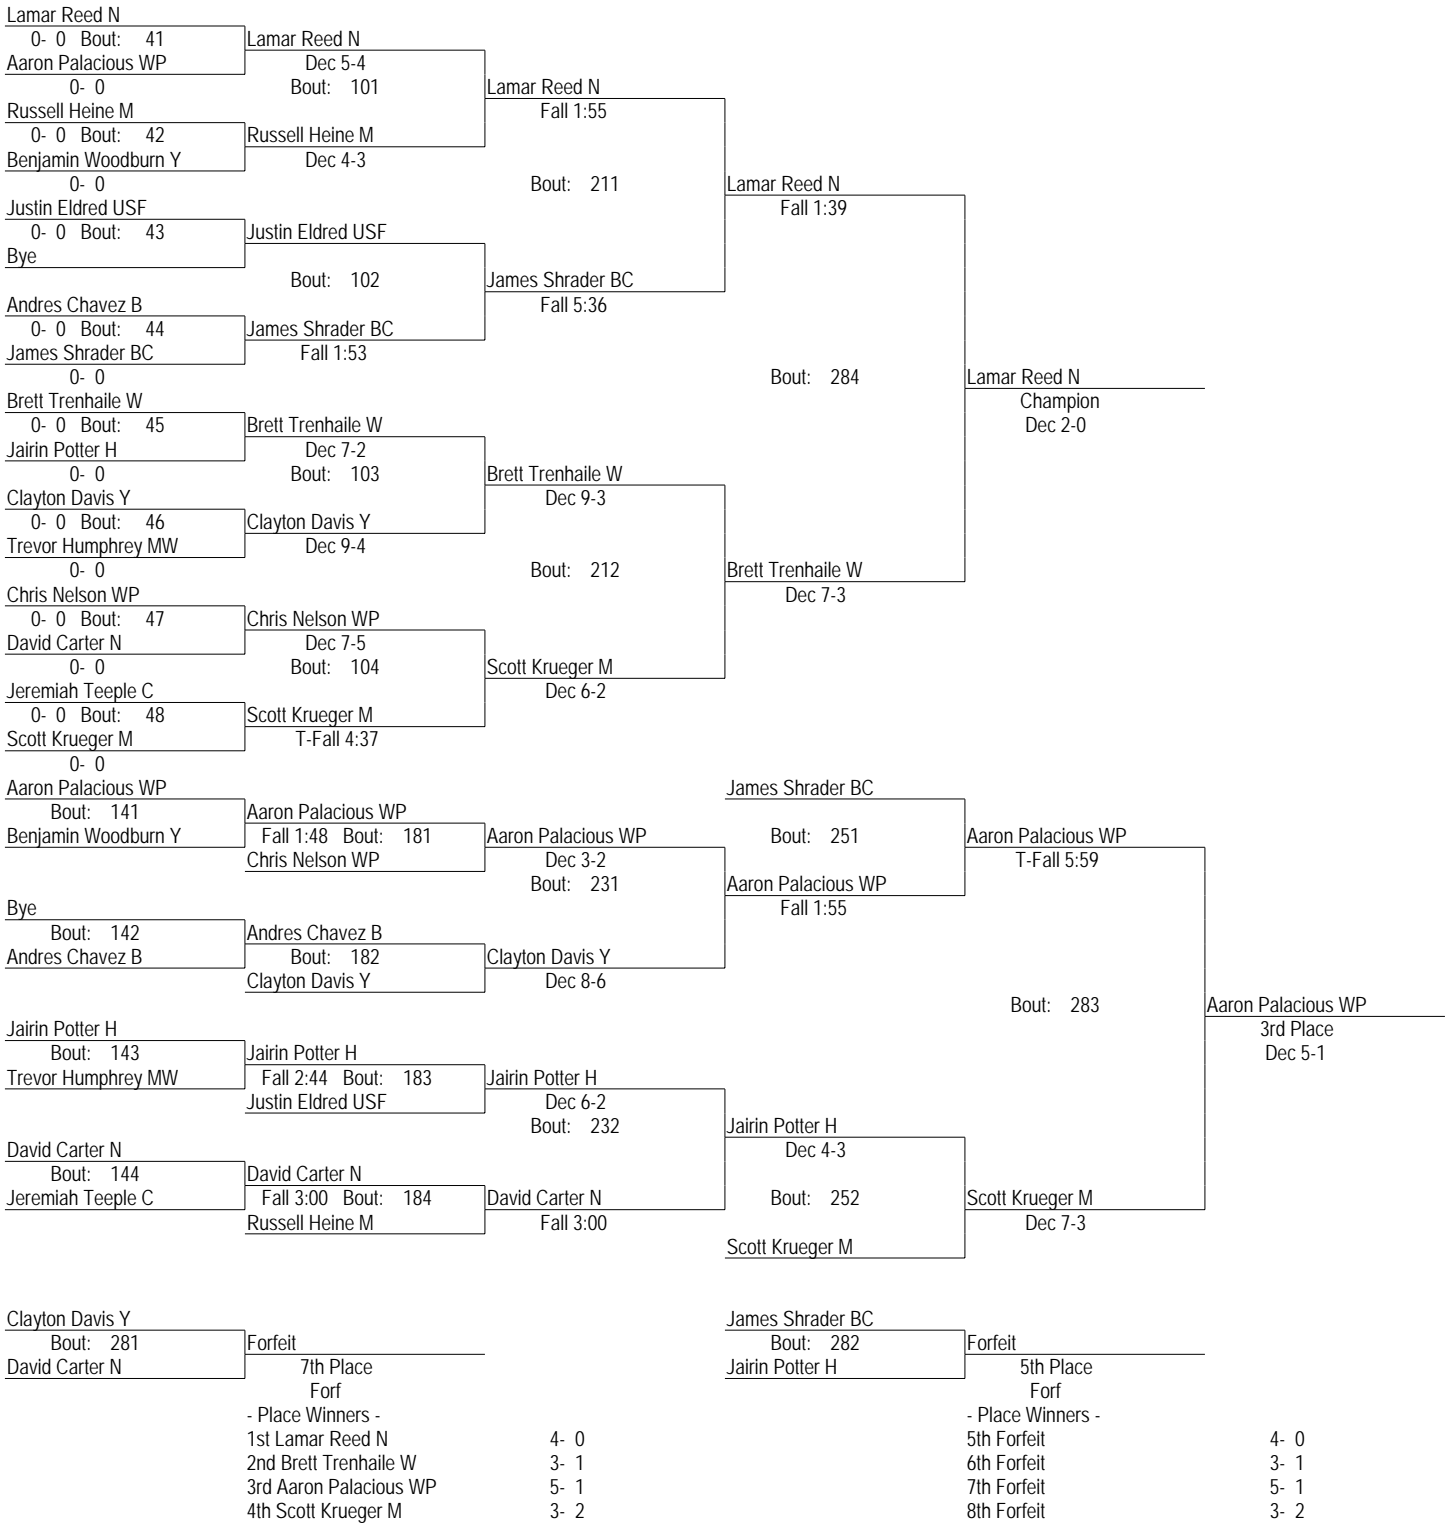 Lamar Reed N
0- 0 Bout: 41 Lamar Reed N
Aaron Palacious WP Dec 5-4
0- 0 Bout: 101 Lamar Reed N
Russell Heine M Fall 1:55
0- 0 Bout: 42 Russell Heine M
Benjamin Woodburn Y Dec 4-3
0- 0 Bout: 211 Lamar Reed N
Justin Eldred USF Fall 1:39
0- 0 Bout: 43 Justin Eldred USF
Bye
Bout: 102 James Shrader BC
Andres Chavez B Fall 5:36
0- 0 Bout: 44 James Shrader BC
James Shrader BC Fall 1:53
0- 0 Bout: 284 Lamar Reed N
Brett Trenhaile W Champion
0- 0 Bout: 45 Brett Trenhaile W Dec 2-0
Jairin Potter H Dec 7-2
0- 0 Bout: 103 Brett Trenhaile W
Clayton Davis Y Dec 9-3
0- 0 Bout: 46 Clayton Davis Y
Trevor Humphrey MW Dec 9-4
0- 0 Bout: 212 Brett Trenhaile W
Chris Nelson WP Dec 7-3
0- 0 Bout: 47 Chris Nelson WP
David Carter N Dec 7-5
0- 0 Bout: 104 Scott Krueger M
Jeremiah Teeple C Dec 6-2
0- 0 Bout: 48 Scott Krueger M
Scott Krueger M T-Fall 4:37
0- 0
Aaron Palacious WP James Shrader BC
Bout: 141 Aaron Palacious WP
Benjamin Woodburn Y Fall 1:48 Bout: 181 Aaron Palacious WP Bout: 251 Aaron Palacious WP
Chris Nelson WP Dec 3-2 T-Fall 5:59
Bout: 231 Aaron Palacious WP
Bye Fall 1:55
Bout: 142 Andres Chavez B
Andres Chavez B Bout: 182 Clayton Davis Y
Clayton Davis Y Dec 8-6
Bout: 283 Aaron Palacious WP
Jairin Potter H 3rd Place
Bout: 143 Jairin Potter H Dec 5-1
Trevor Humphrey MW Fall 2:44 Bout: 183 Jairin Potter H
Justin Eldred USF Dec 6-2
Bout: 232 Jairin Potter H
David Carter N Dec 4-3
Bout: 144 David Carter N
Jeremiah Teeple C Fall 3:00 Bout: 184 David Carter N Bout: 252 Scott Krueger M
Russell Heine M Fall 3:00 Dec 7-3
Scott Krueger M
Clayton Davis Y James Shrader BC
Bout: 281 Forfeit Bout: 282 Forfeit
David Carter N 7th Place Jairin Potter H 5th Place
Forf Forf
- Place Winners - - Place Winners -
1st Lamar Reed N 4- 0 5th Forfeit 4- 0
2nd Brett Trenhaile W 3- 1 6th Forfeit 3- 1
3rd Aaron Palacious WP 5- 1 7th Forfeit 5- 1
4th Scott Krueger M 3- 2 8th Forfeit 3- 2